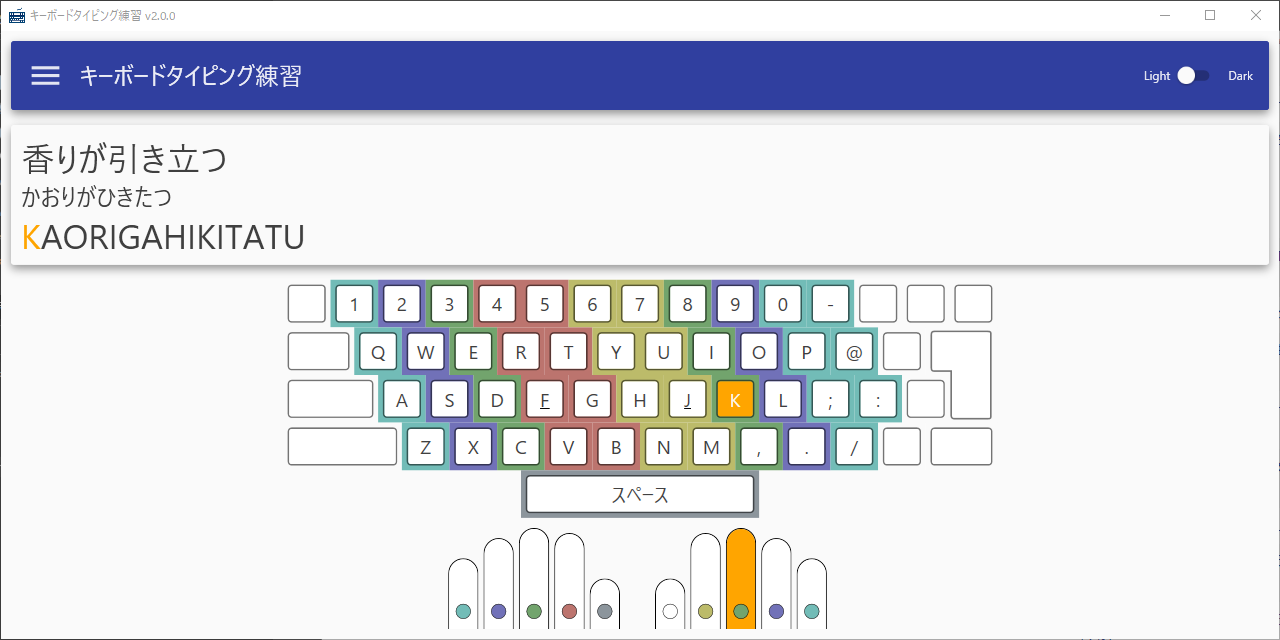 キーボードタイピング練習 v2.0.0
キーボードタイピング練習
Light Dark
香りが引き立つ
かおりがひきたつ
KAORIGAHIKITATU
1 2 3 4 5 6 7 8 9 0 -
Q W E R T Y U I O P @
A S D F G H J K L ; :
Z X C V B N M , . /
スペース